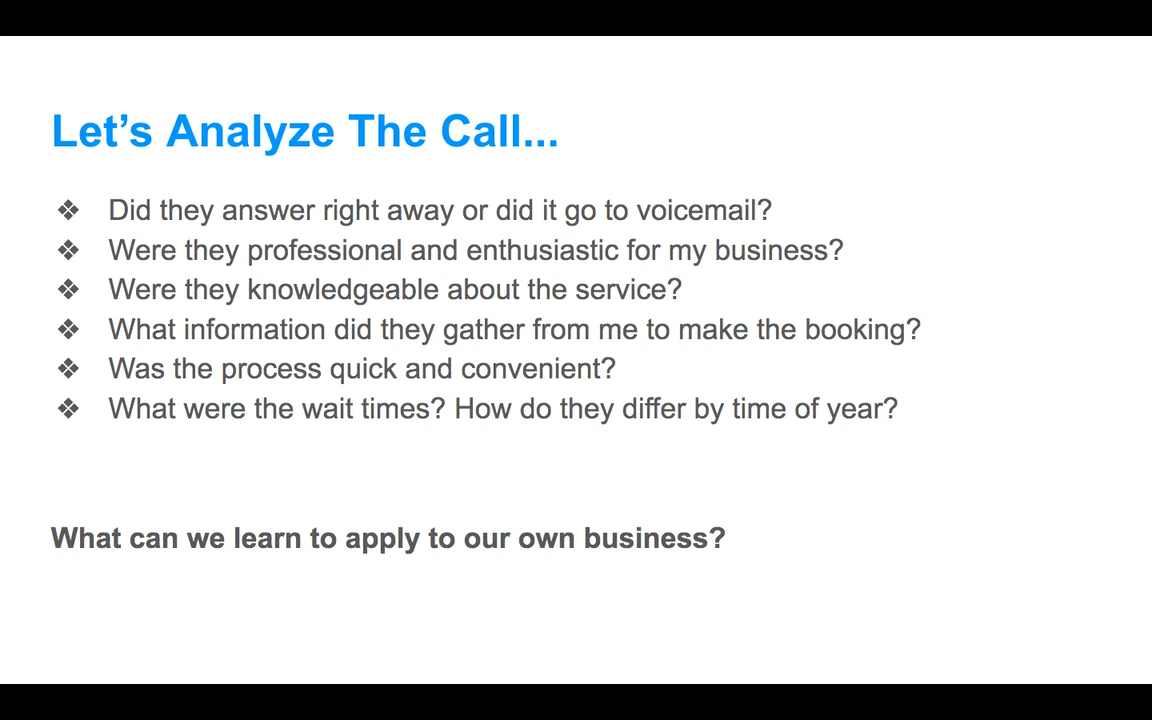 Let’s Analyze The Call...
❖ Did they answer right away or did it go to voicemail?
❖ Were they professional and enthusiastic for my business?
❖ Were they knowledgeable about the service?
❖ What information did they gather from me to make the booking?
❖ Was the process quick and convenient?
❖ What were the wait times? How do they differ by time of year?
What can we learn to apply to our own business?